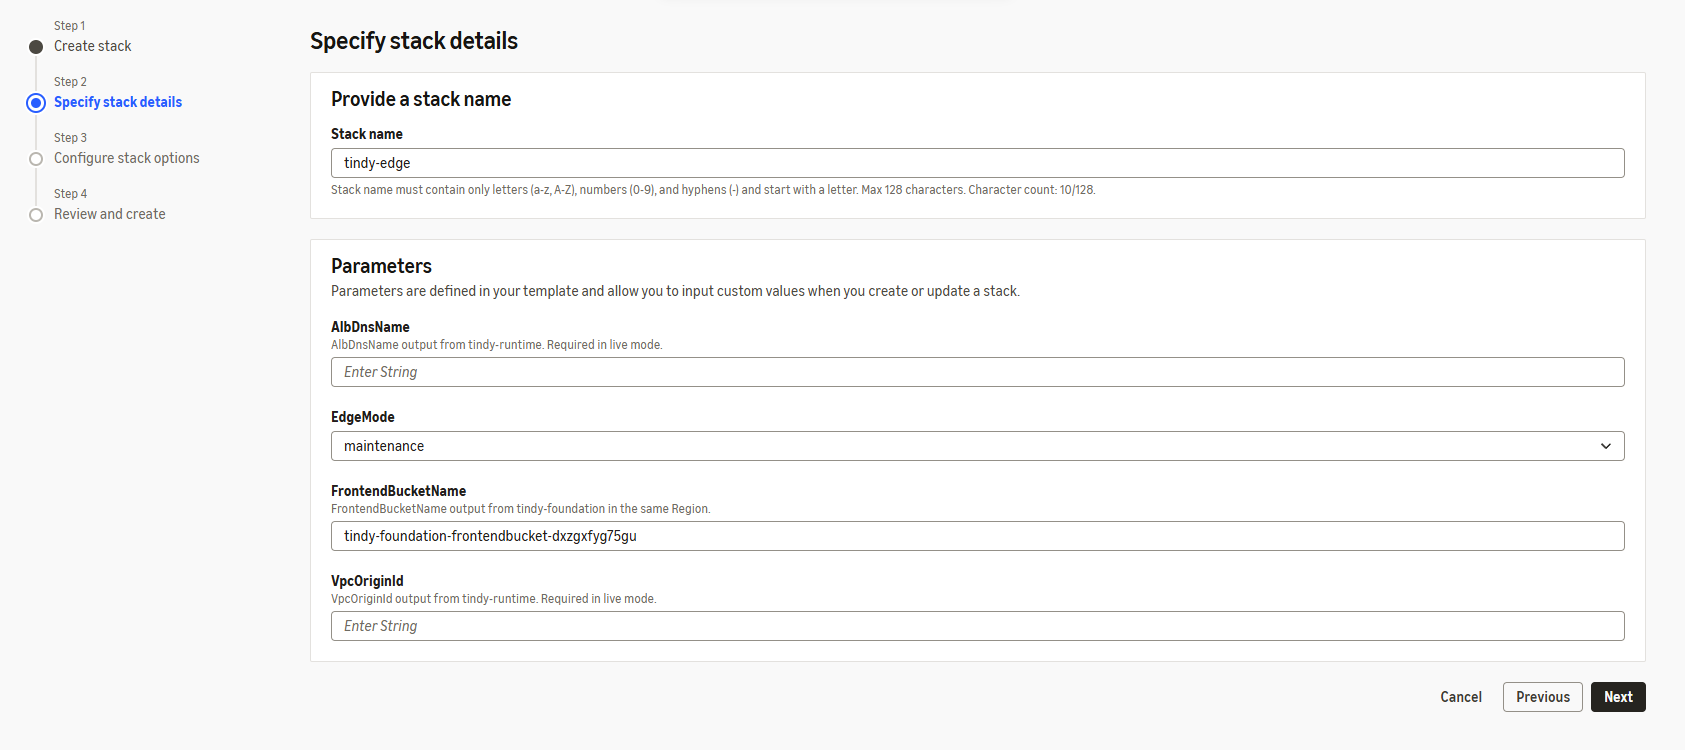 Step 1
Create stack
Step 2
Specify stack details
Step 3
Configure stack options
Step 4
Review and create
Specify stack details
Provide a stack name
Stack name
tindy-edge
Stack name must contain only letters (a-z, A-Z), numbers (0-9), and hyphens (-) and start with a letter. Max 128 characters. Character count: 10/128.
Parameters
Parameters are defined in your template and allow you to input custom values when you create or update a stack.
AlbDnsName
AlbDnsName output from tindy-runtime. Required in live mode.
Enter String
EdgeMode
maintenance
FrontendBucketName
FrontendBucketName output from tindy-foundation in the same Region.
tindy-foundation-frontendbucket-dxzgxfyg75gu
VpcOriginId
VpcOriginId output from tindy-runtime. Required in live mode.
Enter String
Cancel
Previous
Next